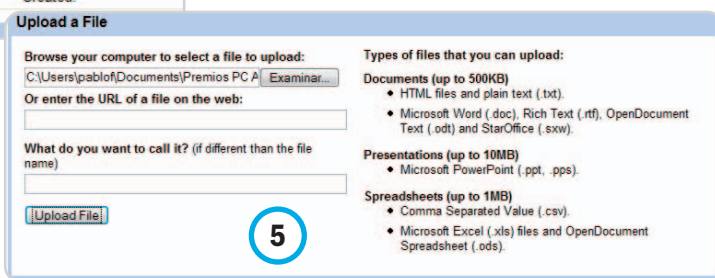 Created:
Upload a File
Browse your computer to select a file to upload:
C:\Users\pablof\Documents\Premios PC A
Examinar...
Or enter the URL of a file on the web:
What do you want to call it? (if different than the file
name)
Upload File
5
Types of files that you can upload:
Documents (up to 500KB)
◆ HTML files and plain text (.txt).
◆ Microsoft Word (.doc), Rich Text (.rtf), OpenDocument
Text (.odt) and StarOffice (.sxw).
Presentations (up to 10MB)
◆ Microsoft PowerPoint (.ppt, .pps).
Spreadsheets (up to 1MB)
◆ Comma Separated Value (.csv).
◆ Microsoft Excel (.xls) files and OpenDocument
Spreadsheet (.ods).